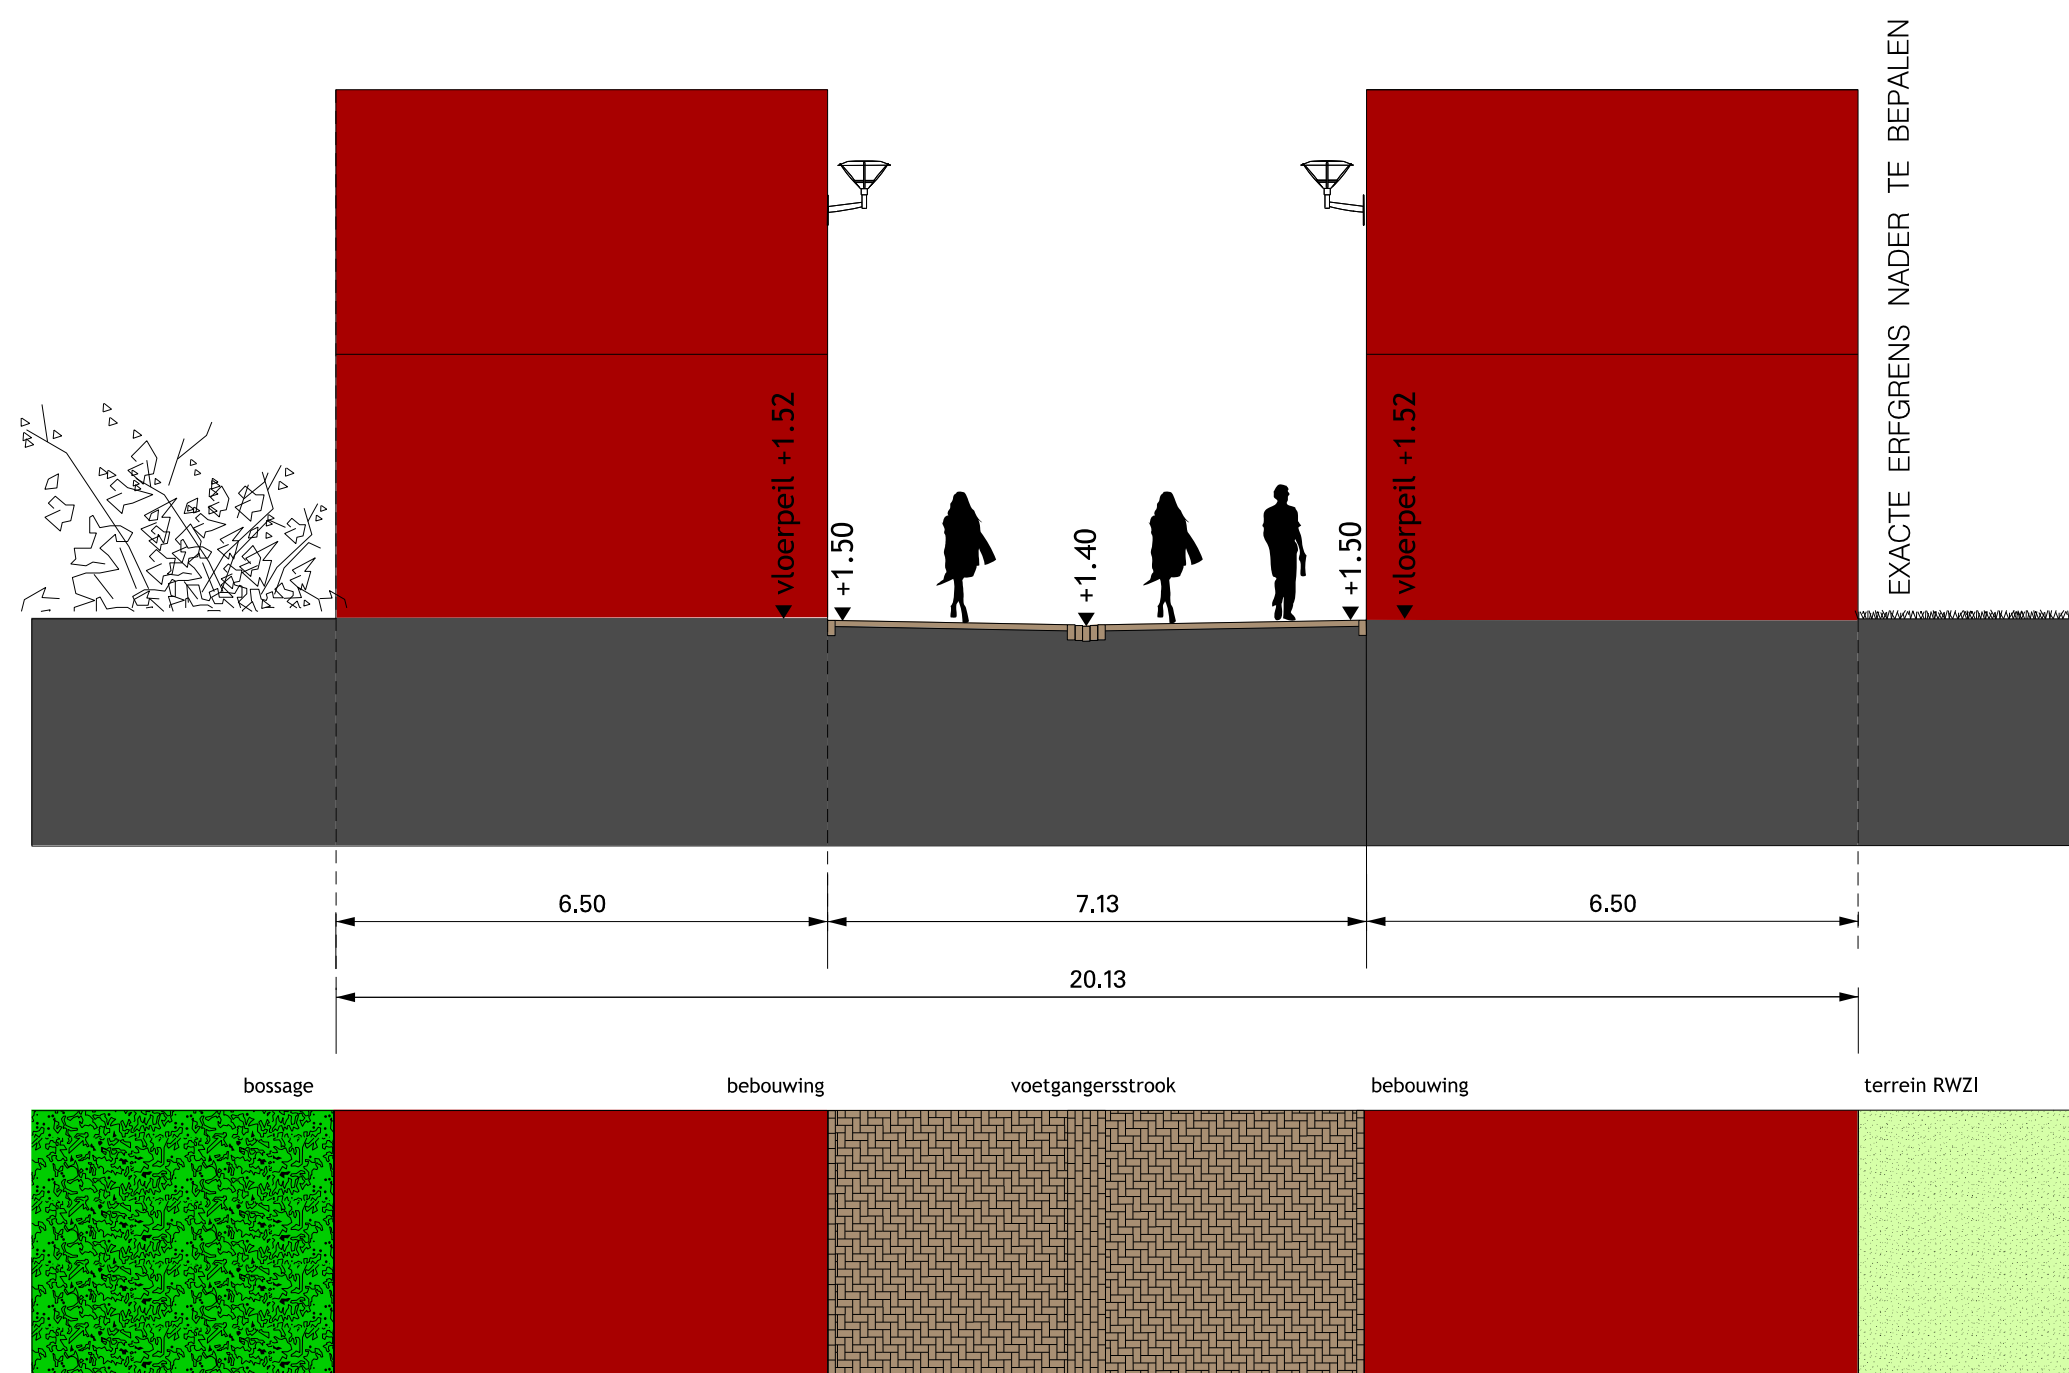 EXACTE ERFGRENS NADER TE BEPALEN
vloerpeil +1.52
+1.50
+1.40
+1.50
vloerpeil +1.52
6.50
7.13
6.50
20.13
bossage
bebouwing
voetgangersstrook
bebouwing
terrein RWZI